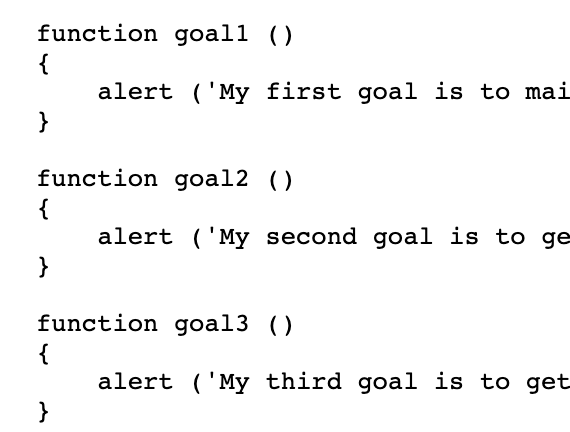 function goal1 ()
{
    alert ('My first goal is to mai
}
function goal2 ()
{
    alert ('My second goal is to ge
}
function goal3 ()
{
    alert ('My third goal is to get
}